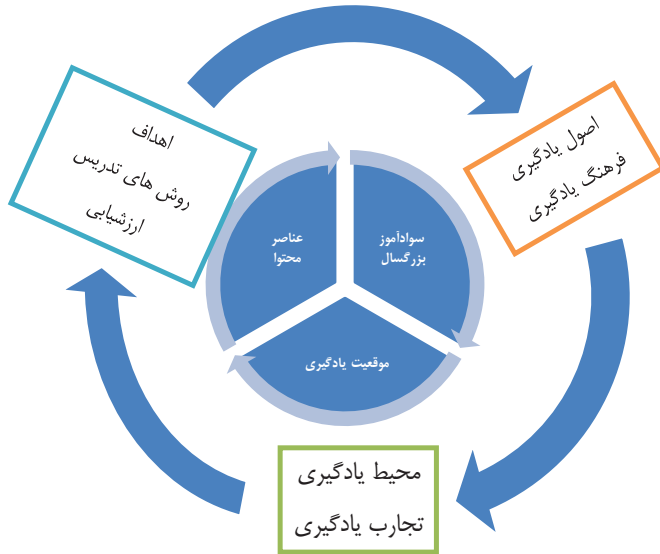 اهداف
روش های تدریس
ارزشیابی
اصول یادگیری
فرهنگ یادگیری
سوادآموز
بزرگسال
عناصر
محتوا
موقعیت یادگیری
محیط یادگیری
تجارب یادگیری